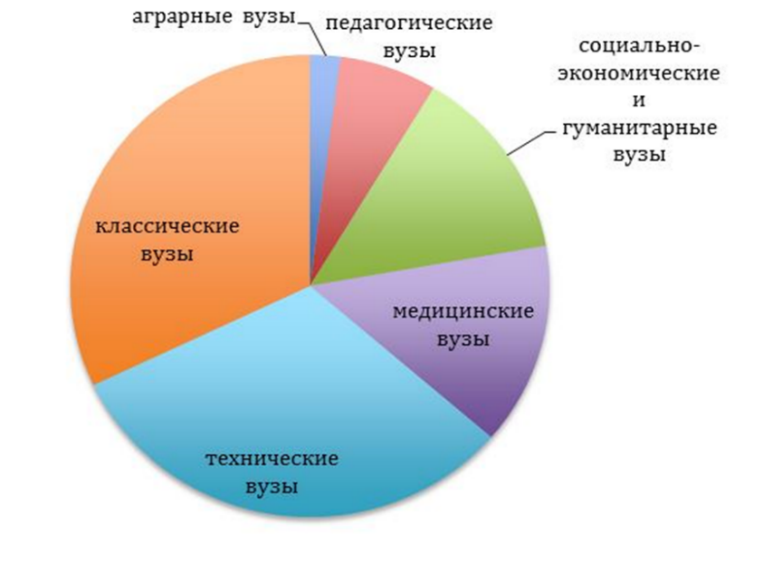 аграрные вузы
педагогические
вузы
социально-
экономические
и
гуманитарные
вузы
классические
вузы
медицинские
вузы
технические
вузы